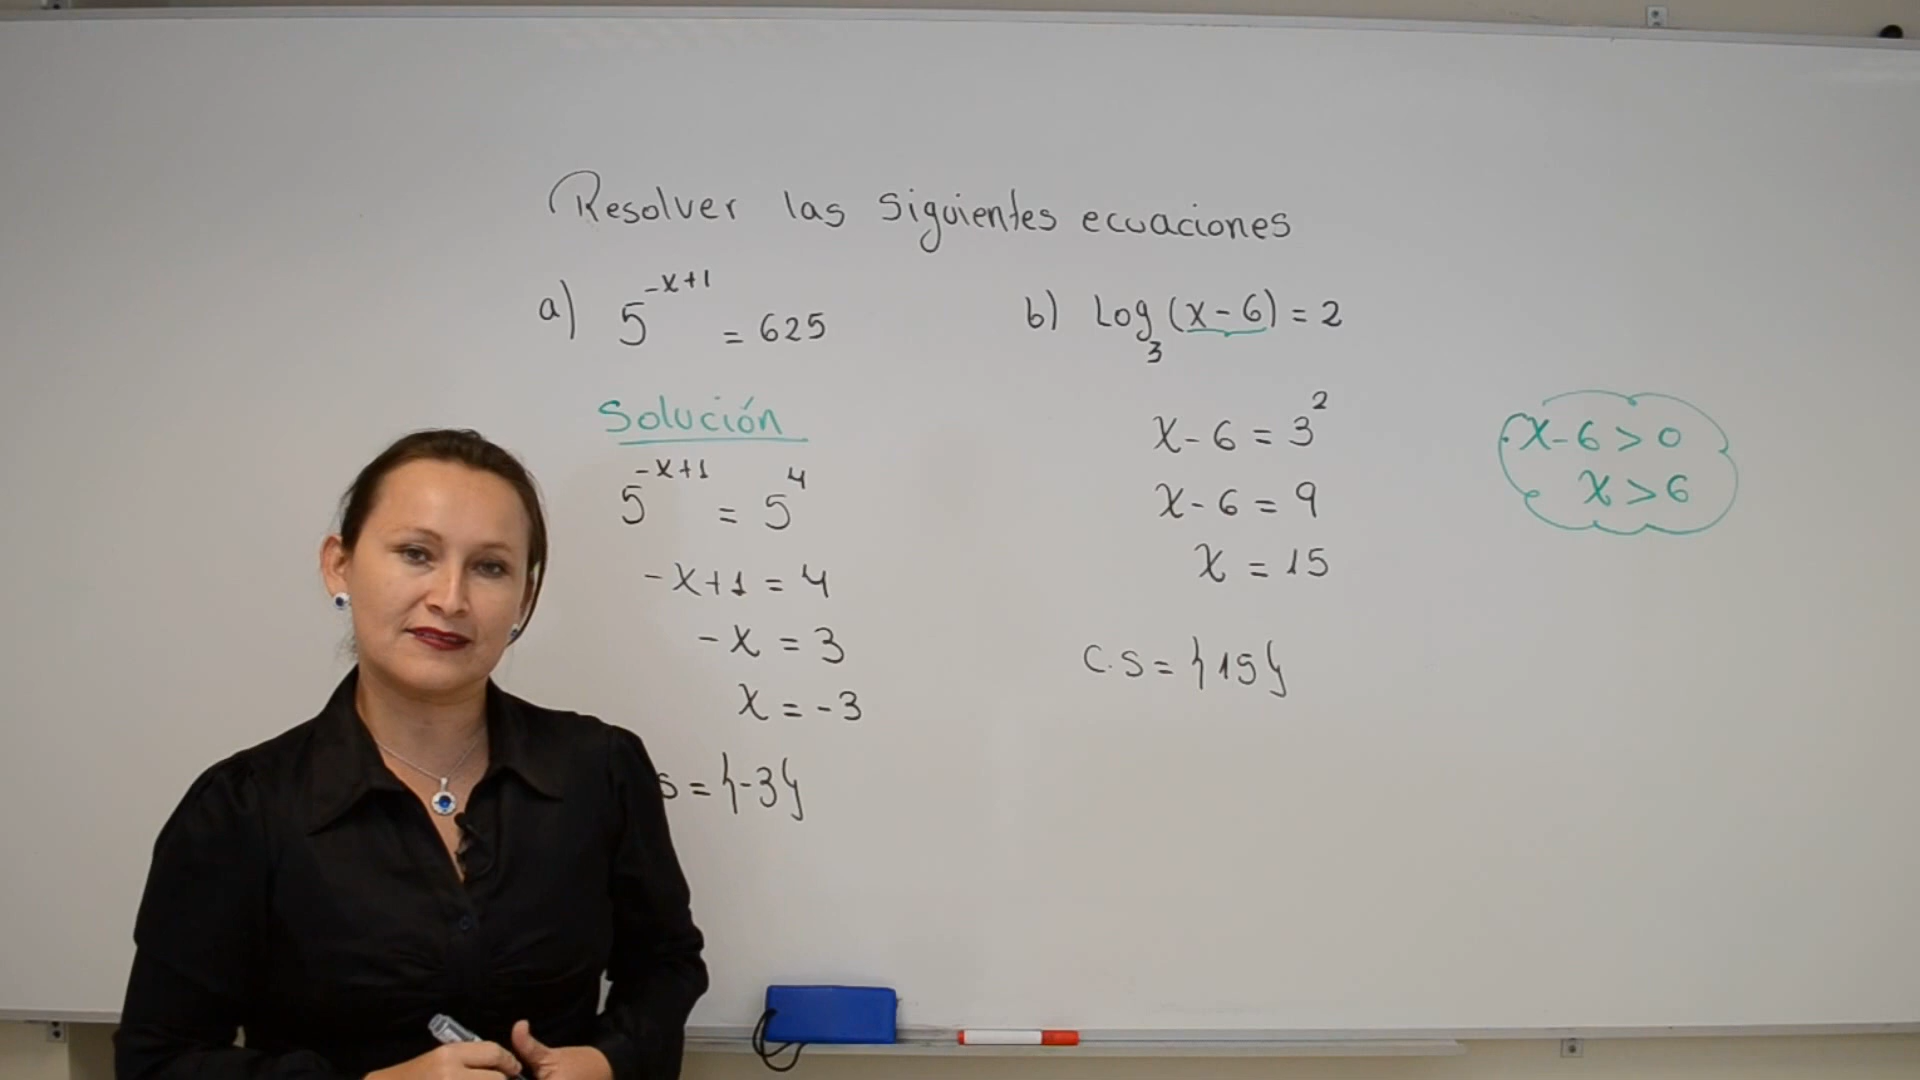 Resolver las siguientes ecuaciones
a) 5^{-x+1} = 625
Solución
5^{-x+1} = 5^4
-x+1 = 4
-x = 3
x = -3
s = {-3}
b) Log_3 (x-6) = 2
x-6 = 3^2
x-6 = 9
x = 15
C.S = {15}
x-6 > 0
x > 6